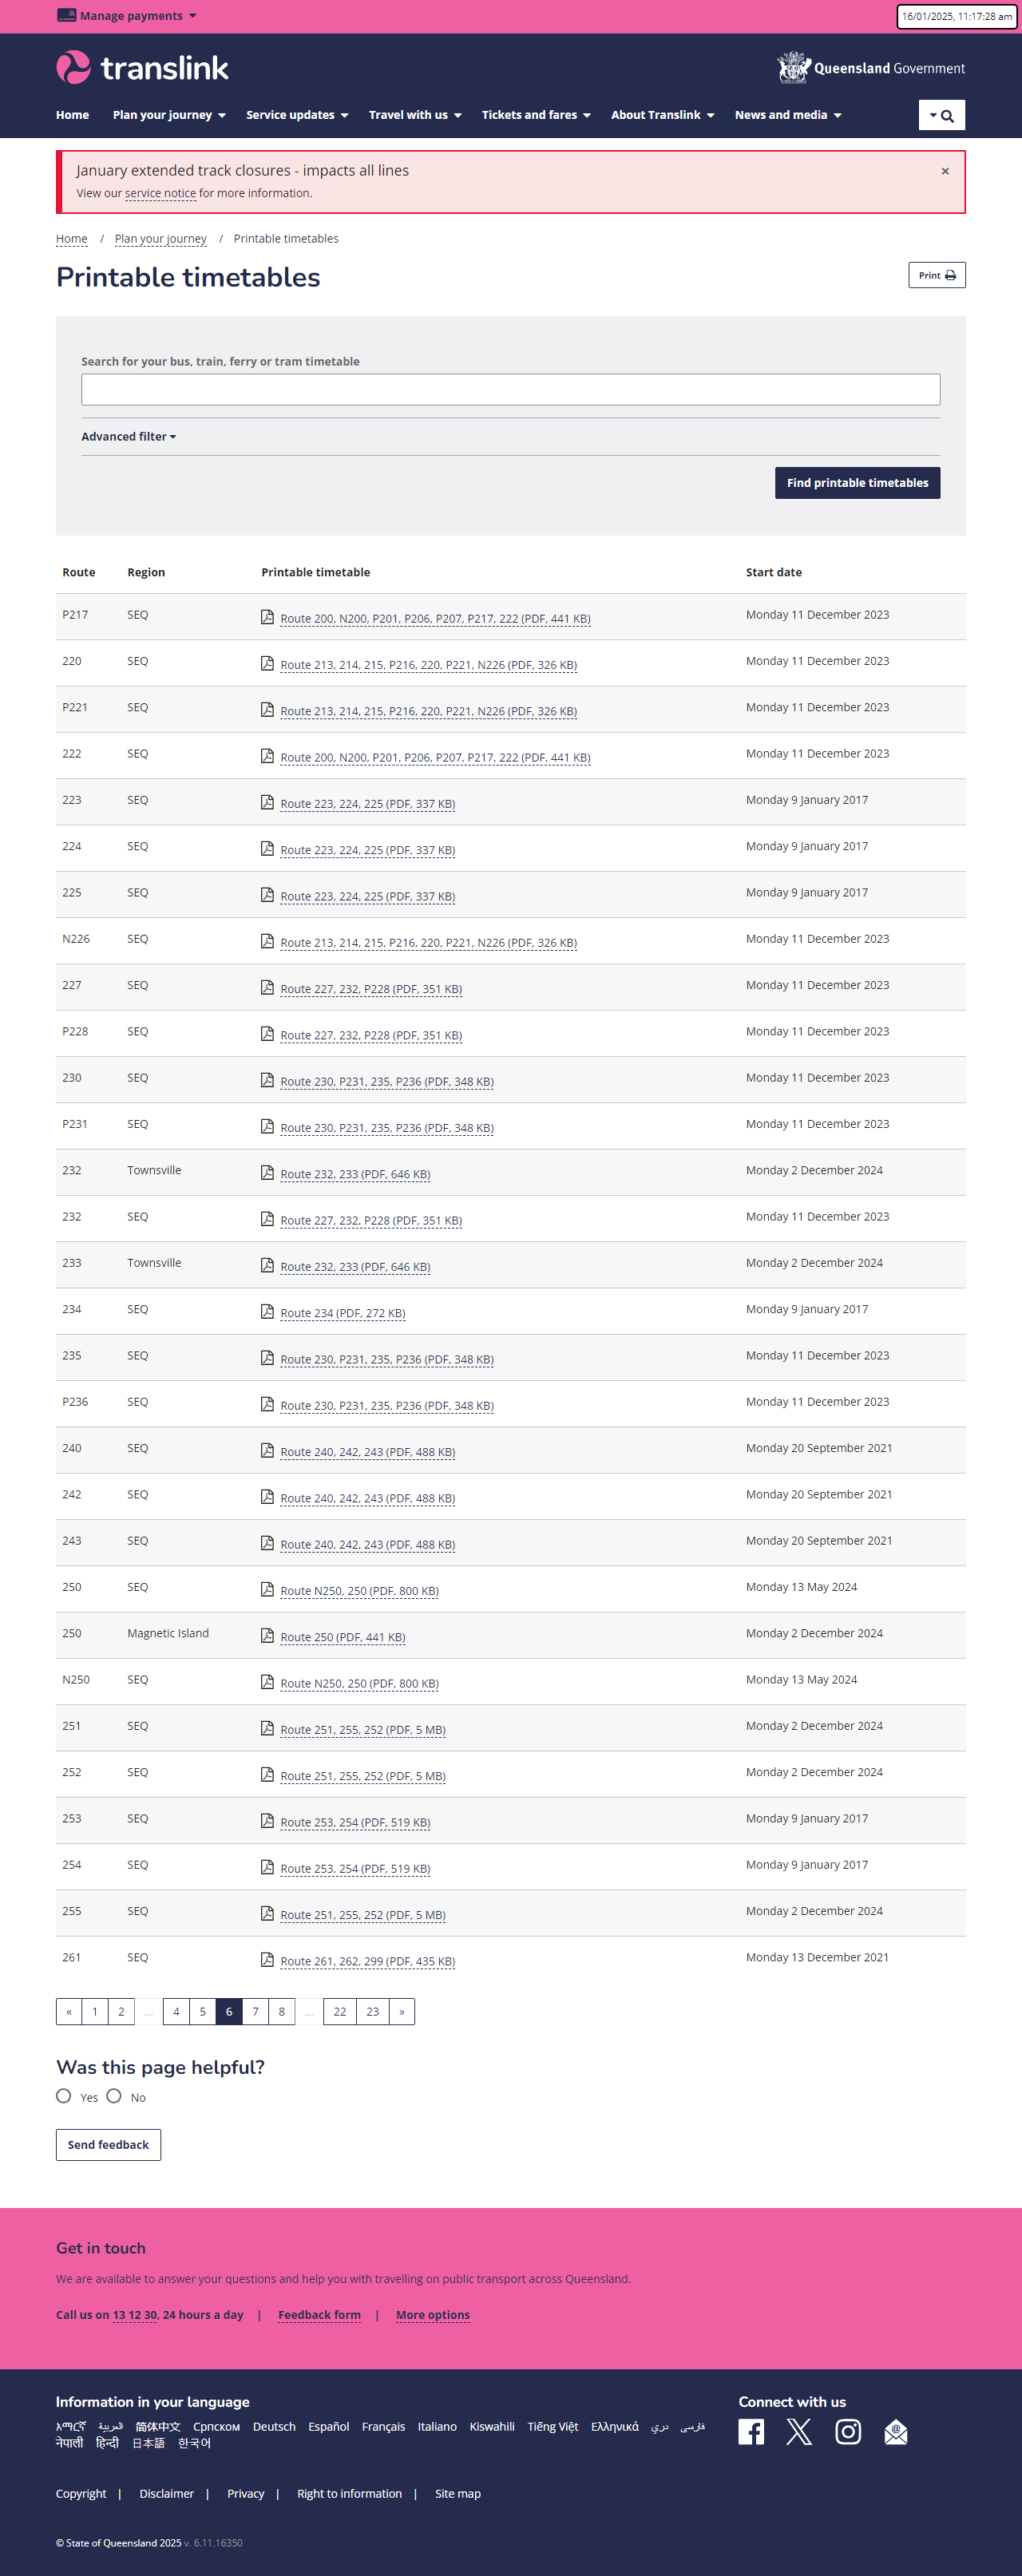 Manage payments
16/01/2025, 11:17:28 am
translink
Queensland Government
Home Plan your journey Service updates Travel with us Tickets and fares About Translink News and media
January extended track closures - impacts all lines ×
View our service notice for more information.
Home / Plan your journey / Printable timetables
Printable timetables
Print
Search for your bus, train, ferry or tram timetable
Advanced filter
Find printable timetables
Route Region Printable timetable Start date
P217 SEQ Route 200, N200, P201, P206, P207, P217, 222 (PDF, 441 KB) Monday 11 December 2023
220 SEQ Route 213, 214, 215, P216, 220, P221, N226 (PDF, 326 KB) Monday 11 December 2023
P221 SEQ Route 213, 214, 215, P216, 220, P221, N226 (PDF, 326 KB) Monday 11 December 2023
222 SEQ Route 200, N200, P201, P206, P207, P217, 222 (PDF, 441 KB) Monday 11 December 2023
223 SEQ Route 223, 224, 225 (PDF, 337 KB) Monday 9 January 2017
224 SEQ Route 223, 224, 225 (PDF, 337 KB) Monday 9 January 2017
225 SEQ Route 223, 224, 225 (PDF, 337 KB) Monday 9 January 2017
N226 SEQ Route 213, 214, 215, P216, 220, P221, N226 (PDF, 326 KB) Monday 11 December 2023
227 SEQ Route 227, 232, P228 (PDF, 351 KB) Monday 11 December 2023
P228 SEQ Route 227, 232, P228 (PDF, 351 KB) Monday 11 December 2023
230 SEQ Route 230, P231, 235, P236 (PDF, 348 KB) Monday 11 December 2023
P231 SEQ Route 230, P231, 235, P236 (PDF, 348 KB) Monday 11 December 2023
232 Townsville Route 232, 233 (PDF, 646 KB) Monday 2 December 2024
232 SEQ Route 227, 232, P228 (PDF, 351 KB) Monday 11 December 2023
233 Townsville Route 232, 233 (PDF, 646 KB) Monday 2 December 2024
234 SEQ Route 234 (PDF, 272 KB) Monday 9 January 2017
235 SEQ Route 230, P231, 235, P236 (PDF, 348 KB) Monday 11 December 2023
P236 SEQ Route 230, P231, 235, P236 (PDF, 348 KB) Monday 11 December 2023
240 SEQ Route 240, 242, 243 (PDF, 488 KB) Monday 20 September 2021
242 SEQ Route 240, 242, 243 (PDF, 488 KB) Monday 20 September 2021
243 SEQ Route 240, 242, 243 (PDF, 488 KB) Monday 20 September 2021
250 SEQ Route N250, 250 (PDF, 800 KB) Monday 13 May 2024
250 Magnetic Island Route 250 (PDF, 441 KB) Monday 2 December 2024
N250 SEQ Route N250, 250 (PDF, 800 KB) Monday 13 May 2024
251 SEQ Route 251, 255, 252 (PDF, 5 MB) Monday 2 December 2024
252 SEQ Route 251, 255, 252 (PDF, 5 MB) Monday 2 December 2024
253 SEQ Route 253, 254 (PDF, 519 KB) Monday 9 January 2017
254 SEQ Route 253, 254 (PDF, 519 KB) Monday 9 January 2017
255 SEQ Route 251, 255, 252 (PDF, 5 MB) Monday 2 December 2024
261 SEQ Route 261, 262, 299 (PDF, 435 KB) Monday 13 December 2021
« 1 2 ... 4 5 6 7 8 ... 22 23 »
Was this page helpful?
Yes No
Send feedback
Get in touch
We are available to answer your questions and help you with travelling on public transport across Queensland.
Call us on 13 12 30, 24 hours a day | Feedback form | More options
Information in your language
አማርኛ العربية 简体中文 Српском Deutsch Español Français Italiano Kiswahili Tiếng Việt Ελληνικά دري فارسی
नेपाली हिन्दी 日本語 한국어
Connect with us
Copyright | Disclaimer | Privacy | Right to information | Site map
© State of Queensland 2025 v. 6.11.16350